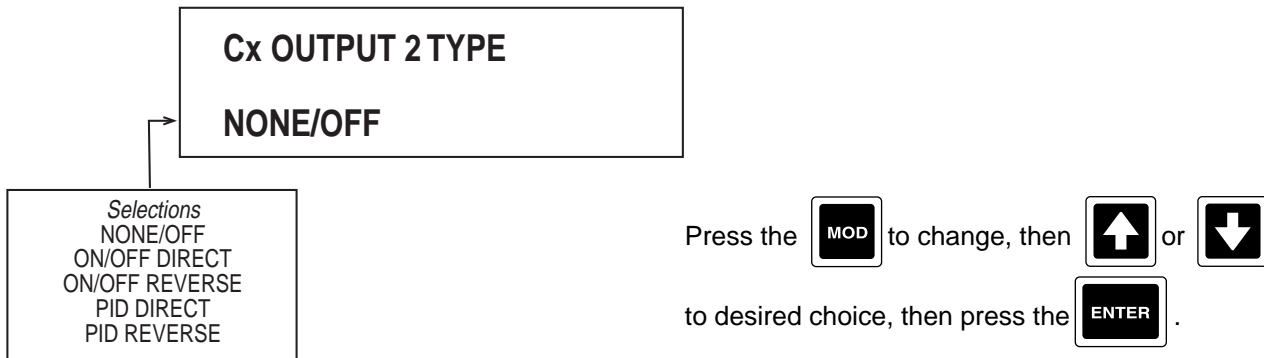 Cx OUTPUT 2 TYPE
NONE/OFF
Selections
NONE/OFF
ON/OFF DIRECT
ON/OFF REVERSE
PID DIRECT
PID REVERSE
Press the MOD to change, then or
to desired choice, then press the ENTER .